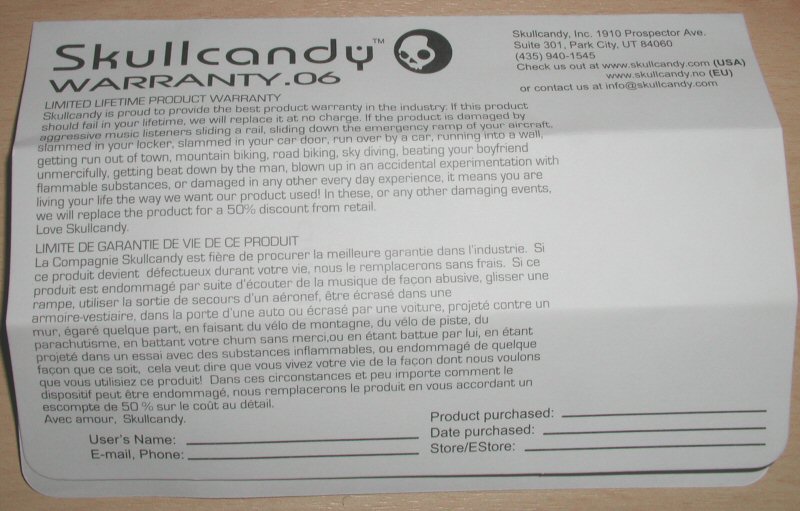 Skullcandy™
WARRANTY.06
Skullcandy, Inc. 1910 Prospector Ave.
Suite 301, Park City, UT 84060
(435) 940-1545
Check us out at www.skullcandy.com (USA)
www.skullcandy.no (EU)
or contact us at info@skullcandy.com
LIMITED LIFETIME PRODUCT WARRANTY
Skullcandy is proud to provide the best product warranty in the industry. If this product
should fail in your lifetime, we will replace it at no charge. If the product is damaged by
aggressive music listeners sliding a rail, sliding down the emergency ramp of your aircraft,
slammed in your locker, slammed in your car door, run over by a car, running into a wall,
getting run out of town, mountain biking, road biking, sky diving, beating your boyfriend
unmercifully, getting beat down by the man, blown up in an accidental experimentation with
flammable substances, or damaged in any other every day experience, it means you are
living your life the way we want our product used! In these, or any other damaging events,
we will replace the product for a 50% discount from retail.
Love Skullcandy.
LIMITE DE GARANTIE DE VIE DE CE PRODUIT
La Compagnie Skullcandy est fière de procurer la meilleure garantie dans l'industrie. Si
ce produit devient défectueux durant votre vie, nous le remplacerons sans frais. Si ce
produit est endommagé par suite d'écouter de la musique de façon abusive, glisser une
rampe, utiliser la sortie de secours d'un aéronef, être écrasé dans une
armoire-vestiaire, dans la porte d'une auto ou écrasé par une voiture, projeté contre un
mur, égaré quelque part, en faisant du vélo de montagne, du vélo de piste, du
parachutisme, en battant votre chum sans merci,ou en étant battue par lui, en étant
projeté dans un essai avec des substances inflammables, ou endommagé de quelque
façon que ce soit, cela veut dire que vous vivez votre vie de la façon dont nous voulons
que vous utilisiez ce produit! Dans ces circonstances et peu importe comment le
dispositif peut être endommagé, nous remplacerons le produit en vous accordant un
escompte de 50 % sur le coût au détail.
Avec amour, Skullcandy.
User's Name:
E-mail, Phone:
Product purchased:
Date purchased:
Store/EStore: